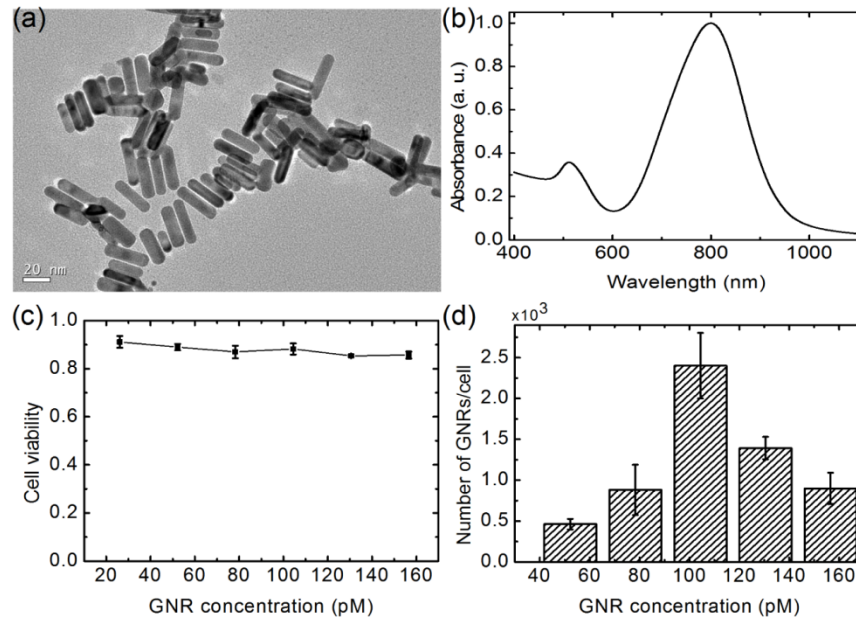 (a)
20 nm
(b)
Absorbance (a. u.)
1.0
0.8
0.6
0.4
0.2
0.0
400 600 800 1000
Wavelength (nm)
(c)
Cell viability
1.0
0.8
0.6
0.4
0.2
0.0
20 40 60 80 100 120 140 160
GNR concentration (pM)
(d)
x10³
Number of GNRs/cell
2.5
2.0
1.5
1.0
0.5
0.0
40 60 80 100 120 140 160
GNR concentration (pM)